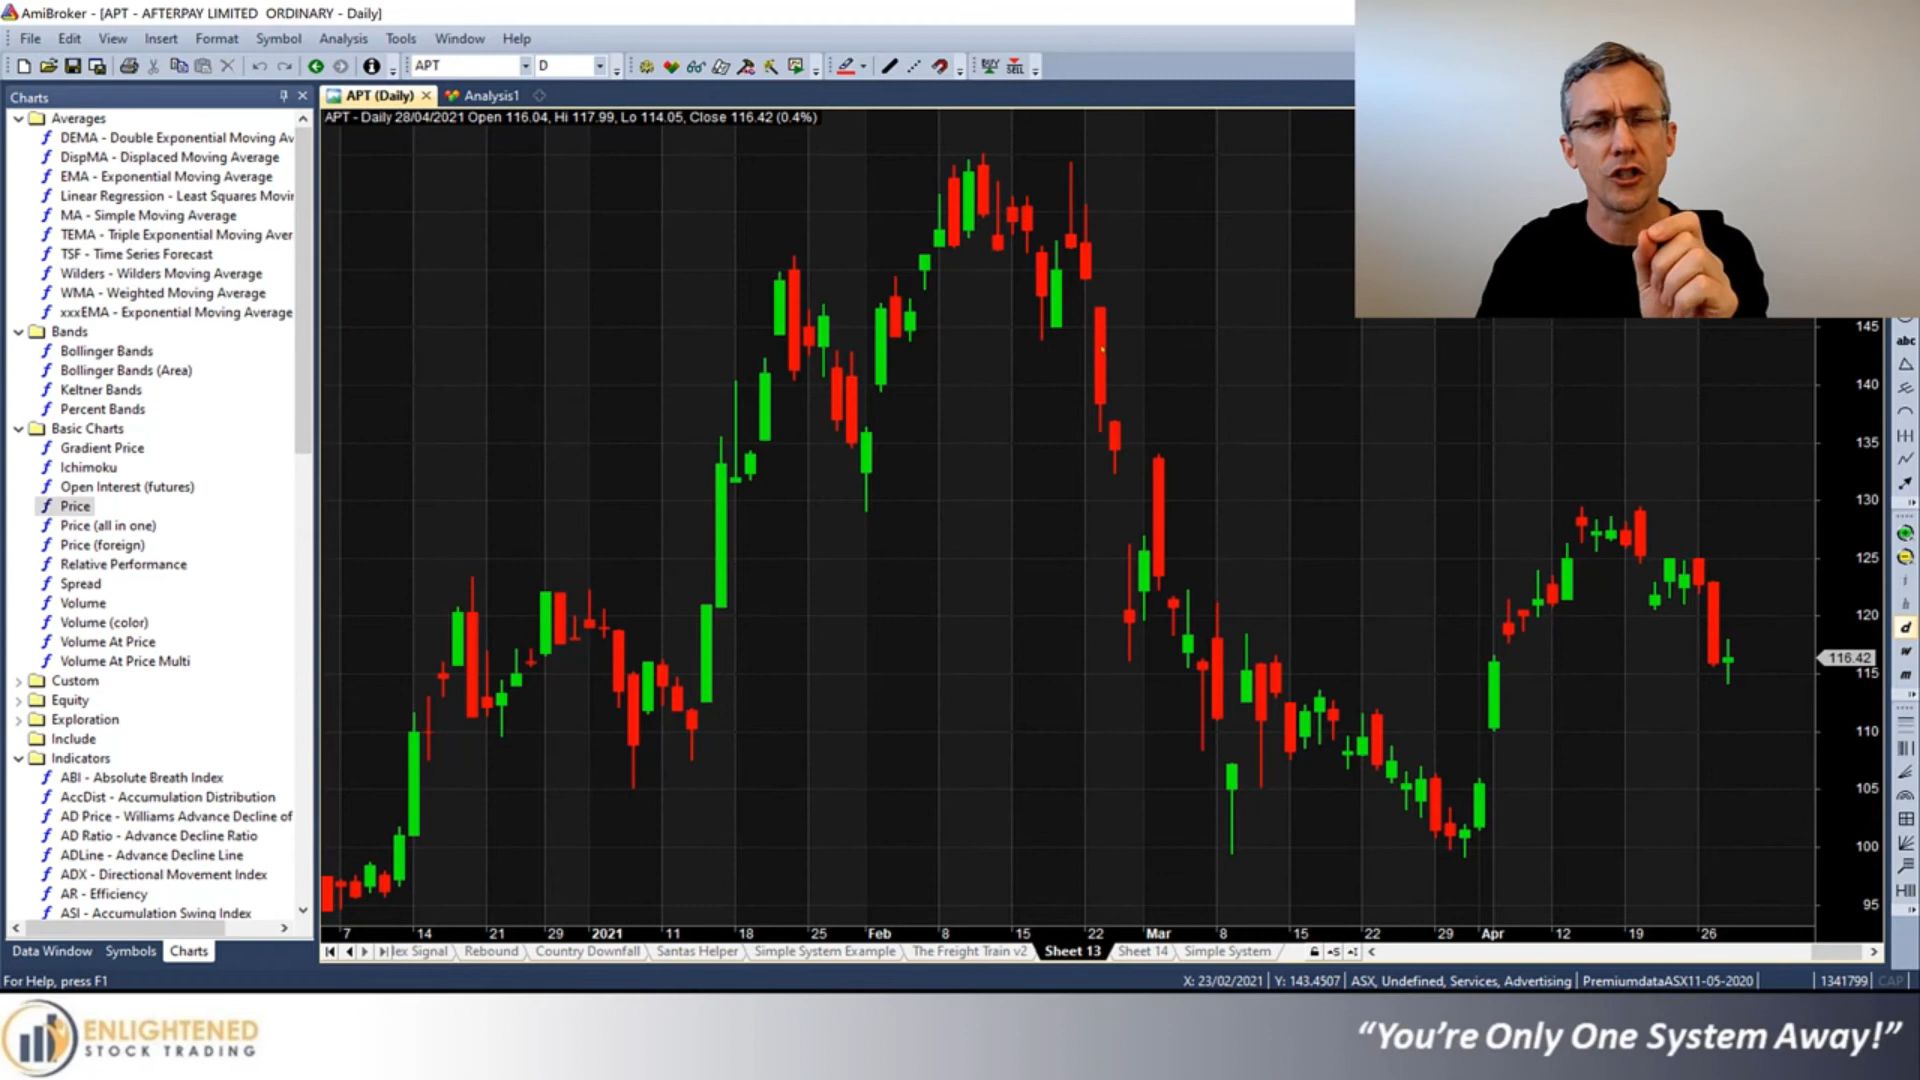 AmiBroker - [APT - AFTERPAY LIMITED ORDINARY - Daily]
File Edit View Insert Format Symbol Analysis Tools Window Help
APT D BUY SELL
Charts
APT (Daily) Analysis1
APT - Daily 28/04/2021 Open 116.04, Hi 117.99, Lo 114.05, Close 116.42 (0.4%)
Averages
DEMA - Double Exponential Moving Av
DispMA - Displaced Moving Average
EMA - Exponential Moving Average
Linear Regression - Least Squares Movin
MA - Simple Moving Average
TEMA - Triple Exponential Moving Aver
TSF - Time Series Forecast
Wilders - Wilders Moving Average
WMA - Weighted Moving Average
xxxEMA - Exponential Moving Average
Bands
Bollinger Bands
Bollinger Bands (Area)
Keltner Bands
Percent Bands
Basic Charts
Gradient Price
Ichimoku
Open Interest (futures)
Price
Price (all in one)
Price (foreign)
Relative Performance
Spread
Volume
Volume (color)
Volume At Price
Volume At Price Multi
Custom
Equity
Exploration
Include
Indicators
ABI - Absolute Breath Index
AccDist - Accumulation Distribution
AD Price - Williams Advance Decline of
AD Ratio - Advance Decline Ratio
ADLine - Advance Decline Line
ADX - Directional Movement Index
AR - Efficiency
ASI - Accumulation Swing Index
145
140
135
130
125
120
116.42
115
110
105
100
95
abc
d
w
m
7 14 21 29 2021 11 18 25 Feb 8 15 22 Mar 8 15 22 29 Apr 12 19 26
Data Window Symbols Charts
lex Signal Rebound Country Downfall Santas Helper Simple System Example The Freight Train v2 Sheet 13 Sheet 14 Simple System
For Help, press F1
X: 23/02/2021 Y: 143.4507 ASX, Undefined, Services, Advertising PremiumdataASX11-05-2020 1341799 CAP
ENLIGHTENED
STOCK TRADING
“You’re Only One System Away!”